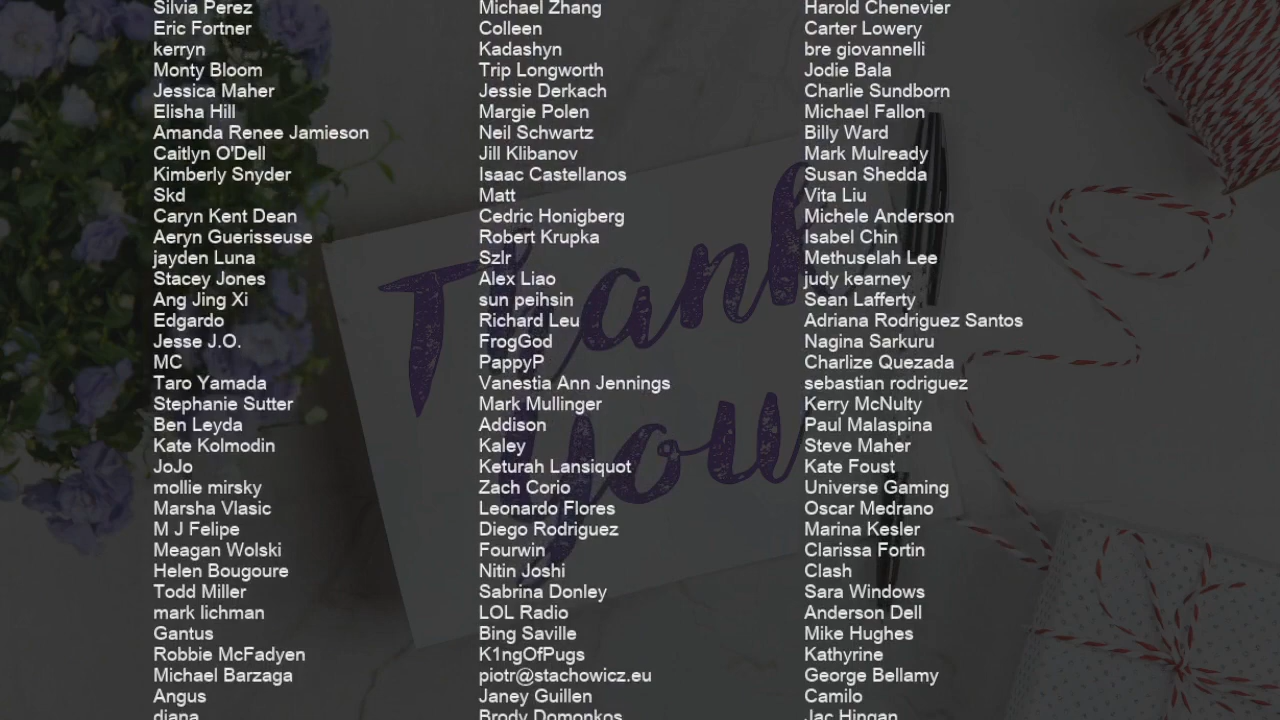 Silvia Perez
Eric Fortner
kerryn
Monty Bloom
Jessica Maher
Elisha Hill
Amanda Renee Jamieson
Caitlyn O'Dell
Kimberly Snyder
Skd
Caryn Kent Dean
Aeryn Guerisseuse
jayden Luna
Stacey Jones
Ang Jing Xi
Edgardo
Jesse J.O.
MC
Taro Yamada
Stephanie Sutter
Ben Leyda
Kate Kolmodin
JoJo
mollie mirsky
Marsha Vlasic
M J Felipe
Meagan Wolski
Helen Bougoure
Todd Miller
mark lichman
Gantus
Robbie McFadyen
Michael Barzaga
Angus
diana
Michael Zhang
Colleen
Kadashyn
Trip Longworth
Jessie Derkach
Margie Polen
Neil Schwartz
Jill Klibanov
Isaac Castellanos
Matt
Cedric Honigberg
Robert Krupka
Szlr
Alex Liao
sun peihsin
Richard Leu
FrogGod
PappyP
Vanestia Ann Jennings
Mark Mullinger
Addison
Kaley
Keturah Lansiquot
Zach Corio
Leonardo Flores
Diego Rodriguez
Fourwin
Nitin Joshi
Sabrina Donley
LOL Radio
Bing Saville
K1ngOfPugs
piotr@stachowicz.eu
Janey Guillen
Brody Domonkos
Harold Chenevier
Carter Lowery
bre giovannelli
Jodie Bala
Charlie Sundborn
Michael Fallon
Billy Ward
Mark Mulready
Susan Shedda
Vita Liu
Michele Anderson
Isabel Chin
Methuselah Lee
judy kearney
Sean Lafferty
Adriana Rodriguez Santos
Nagina Sarkuru
Charlize Quezada
sebastian rodriguez
Kerry McNulty
Paul Malaspina
Steve Maher
Kate Foust
Universe Gaming
Oscar Medrano
Marina Kesler
Clarissa Fortin
Clash
Sara Windows
Anderson Dell
Mike Hughes
Kathyrine
George Bellamy
Camilo
Jac Hingan
Thank
you